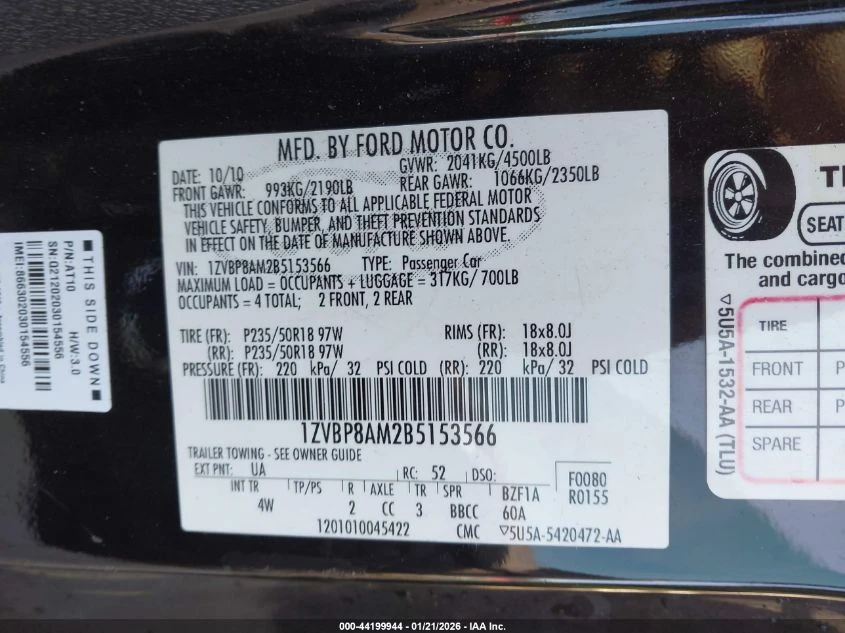 MFD. BY FORD MOTOR CO.
DATE: 10/10
GVWR: 2041KG/4500LB
FRONT GAWR: 993KG/2190LB
REAR GAWR: 1066KG/2350LB
THIS VEHICLE CONFORMS TO ALL APPLICABLE FEDERAL MOTOR
VEHICLE SAFETY, BUMPER, AND THEFT PREVENTION STANDARDS
IN EFFECT ON THE DATE OF MANUFACTURE SHOWN ABOVE.
VIN: 1ZVBP8AM2B5153566 TYPE: Passenger Car
MAXIMUM LOAD = OCCUPANTS + LUGGAGE = 317KG/ 700LB
OCCUPANTS = 4 TOTAL; 2 FRONT, 2 REAR
TIRE (FR): P235/50R18 97W RIMS (FR): 18x8.0J
(RR): P235/50R18 97W (RR): 18x8.0J
PRESSURE (FR): 220 kPa/ 32 PSI COLD (RR): 220 kPa/ 32 PSI COLD
1ZVBP8AM2B5153566
TRAILER TOWING - SEE OWNER GUIDE
EXT PNT: UA RC: 52 DSO: F0080
R0155
INT TR TP/PS R AXLE TR SPR BZF1A
4W 2 CC 3 BBCC 60A
1201010045422 CMC ▽5U5A-5420472-AA
THIS SIDE DOWN
P/N:AT10 H/W:3.0
SN:021202030154556
IMEI:866302030154556
SEAT
The combined
and cargo
TIRE
FRONT P
REAR P
SPARE
▽5U5A-1532-AA (TLU)
000-44199944 - 01/21/2026 - IAA Inc.